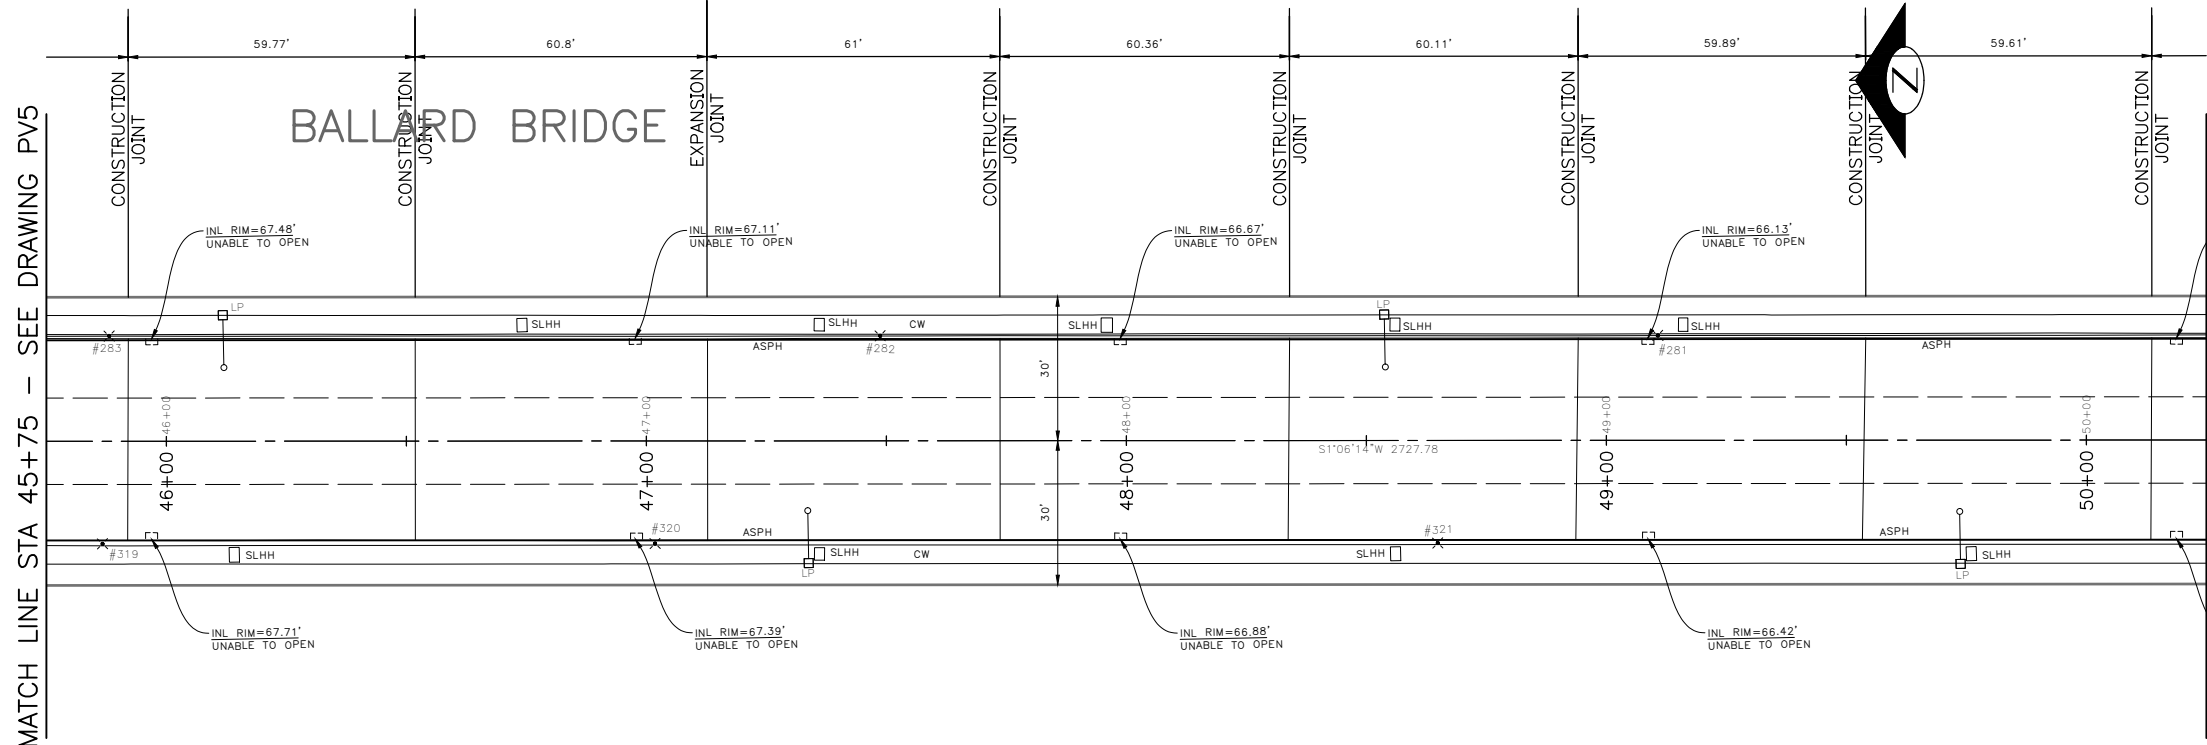 59.77'
60.8'
61'
60.36'
60.11'
59.89'
59.61'
CONSTRUCTION
JOINT
CONSTRUCTION
JOINT
EXPANSION
JOINT
CONSTRUCTION
JOINT
CONSTRUCTION
JOINT
CONSTRUCTION
JOINT
CONSTRUCTION
JOINT
CONSTRUCTION
JOINT
Z
BALLARD BRIDGE
MATCH LINE STA 45+75 - SEE DRAWING PV5
INL RIM=67.48'
UNABLE TO OPEN
INL RIM=67.11'
UNABLE TO OPEN
INL RIM=66.67'
UNABLE TO OPEN
INL RIM=66.13'
UNABLE TO OPEN
LP
LP
SLHH
SLHH
CW
SLHH
SLHH
SLHH
#283
ASPH
#282
#281
ASPH
30'
46+00
47+00
48+00
49+00
50+00
S1°06'14"W 2727.78
46+00
47+00
48+00
49+00
50+00
30'
#319
#320
ASPH
#321
ASPH
SLHH
SLHH
CW
SLHH
SLHH
LP
LP
INL RIM=67.71'
UNABLE TO OPEN
INL RIM=67.39'
UNABLE TO OPEN
INL RIM=66.88'
UNABLE TO OPEN
INL RIM=66.42'
UNABLE TO OPEN